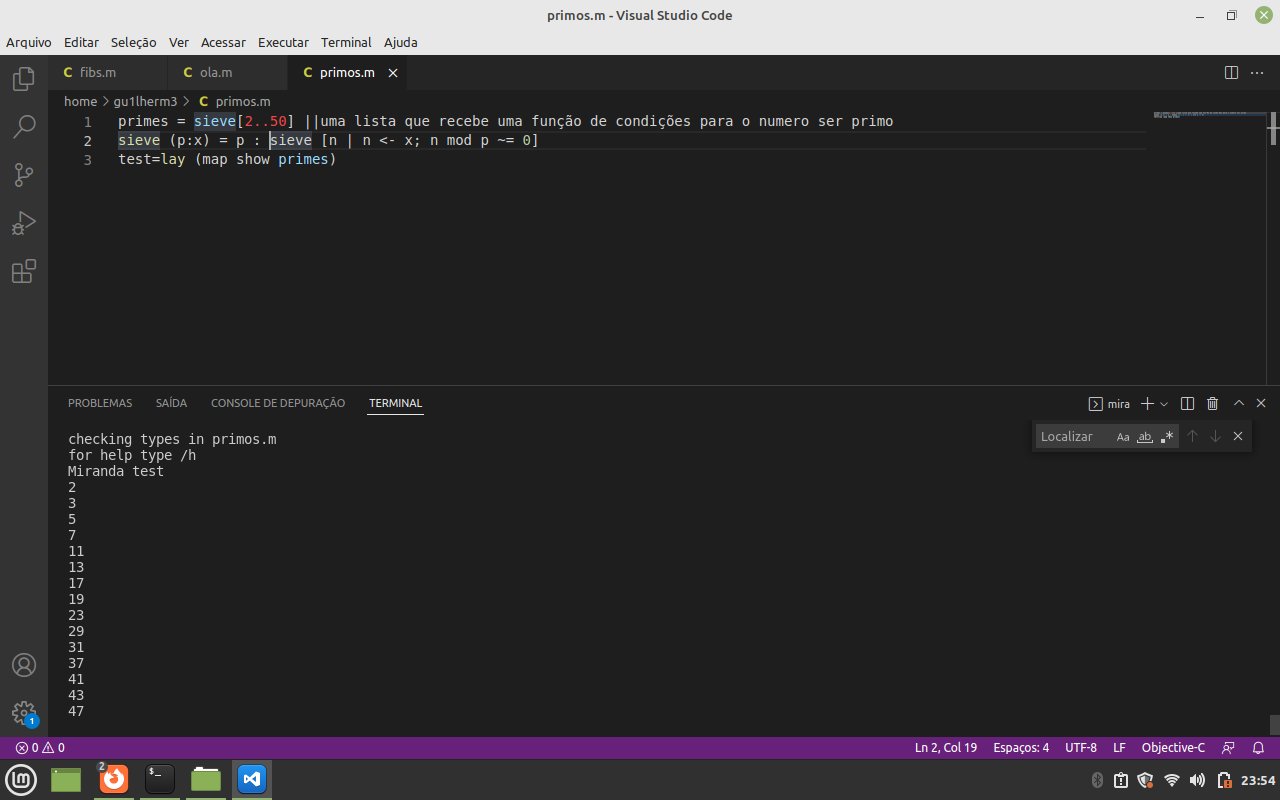 primos.m - Visual Studio Code
Arquivo Editar Seleção Ver Acessar Executar Terminal Ajuda
fibs.m ola.m primos.m
home > gu1lherm3 > primos.m
1 primes = sieve[2..50] ||uma lista que recebe uma função de condições para o numero ser primo
2 sieve (p:x) = p : sieve [n | n <- x; n mod p ~= 0]
3 test=lay (map show primes)
PROBLEMAS SAÍDA CONSOLE DE DEPURAÇÃO TERMINAL
mira
Localizar Aa ab .*
checking types in primos.m
for help type /h
Miranda test
2
3
5
7
11
13
17
19
23
29
31
37
41
43
47
1
0 0 Ln 2, Col 19 Espaços: 4 UTF-8 LF Objective-C
2
23:54